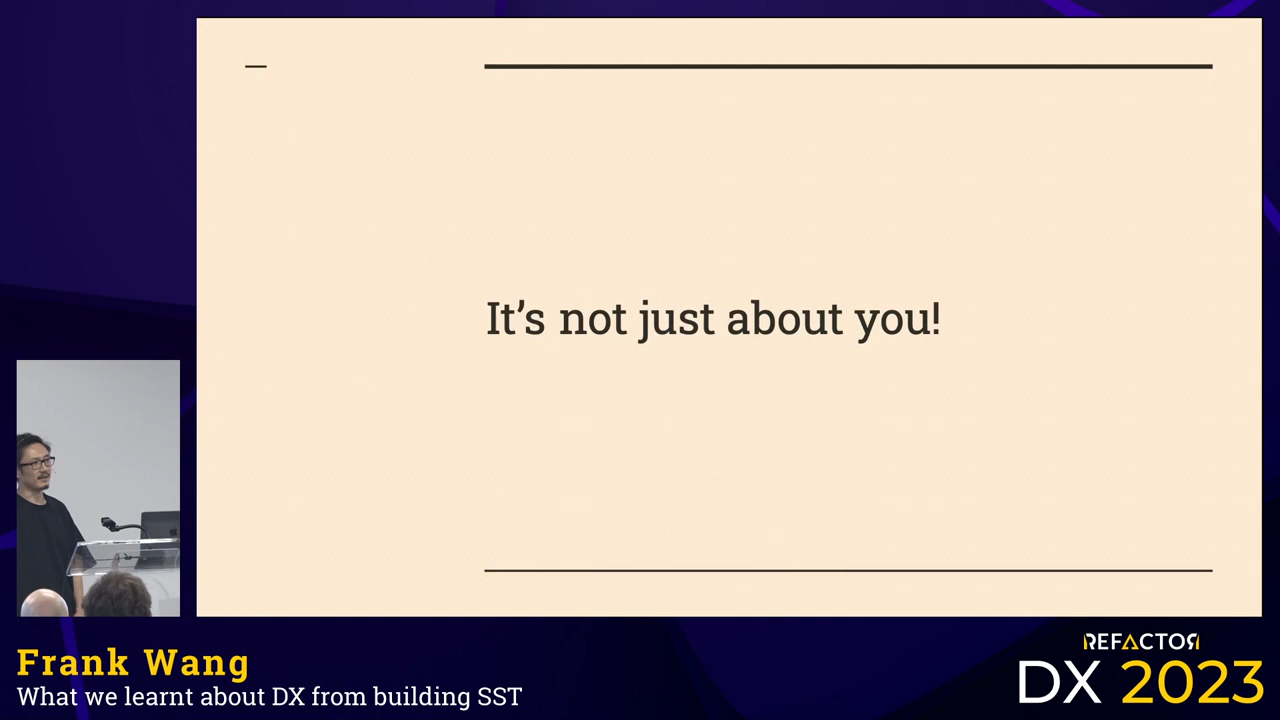 It’s not just about you!
Frank Wang
What we learnt about DX from building SST
REFACTOR
DX 2023